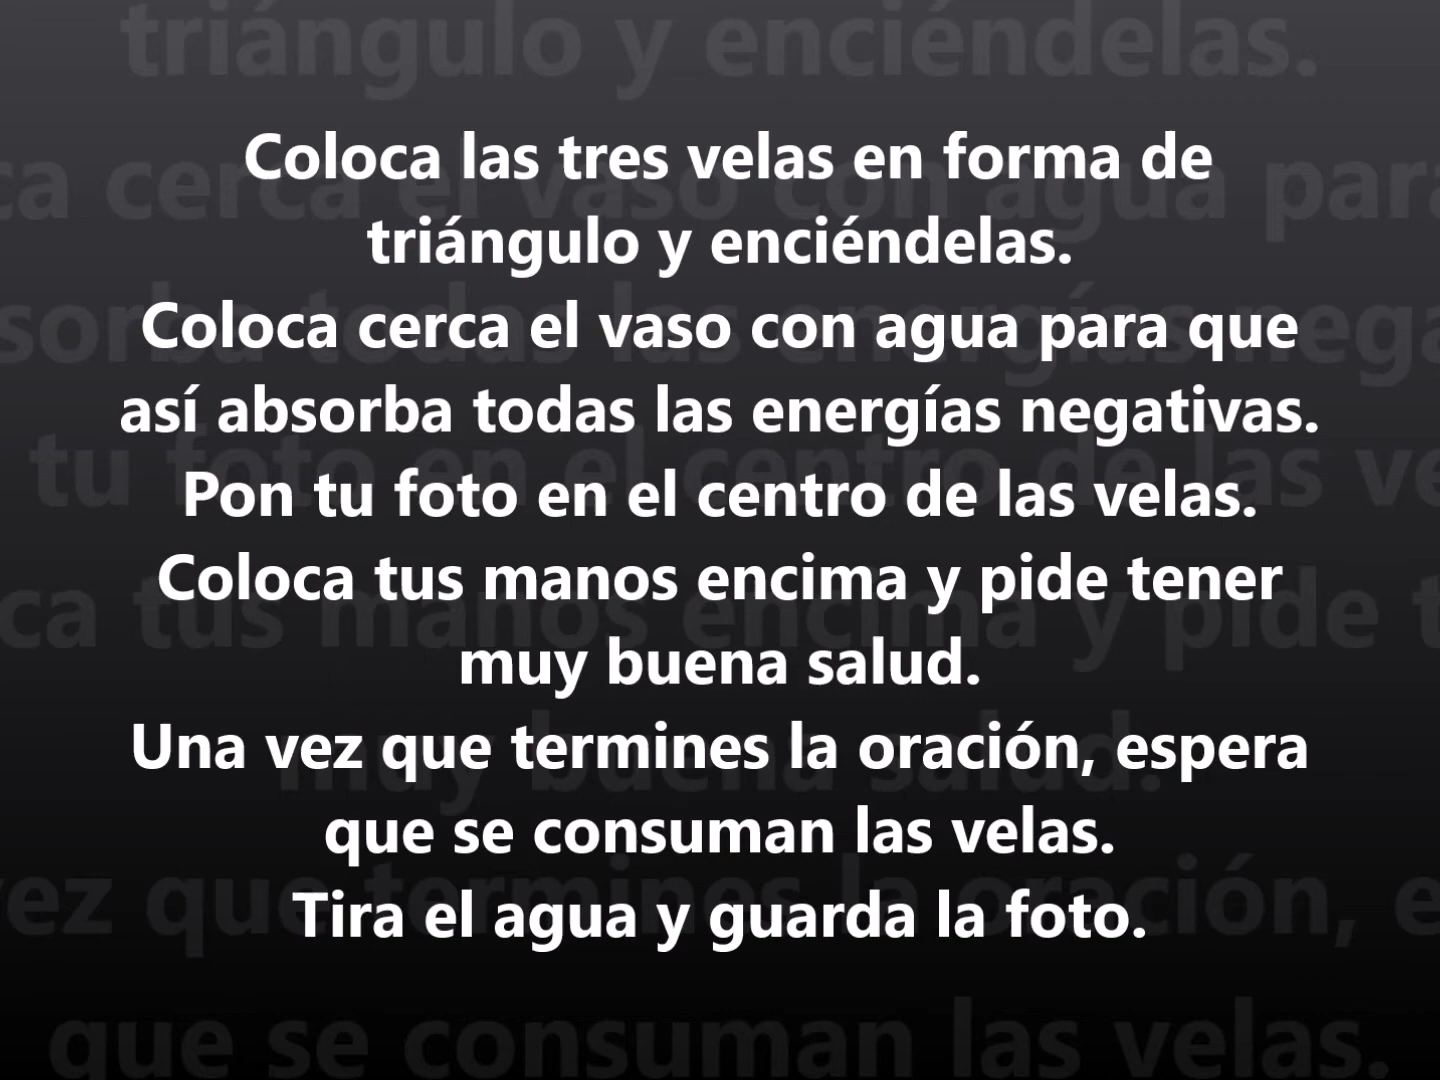 Coloca las tres velas en forma de
triángulo y enciéndelas.
Coloca cerca el vaso con agua para que
así absorba todas las energías negativas.
Pon tu foto en el centro de las velas.
Coloca tus manos encima y pide tener
muy buena salud.
Una vez que termines la oración, espera
que se consuman las velas.
Tira el agua y guarda la foto.